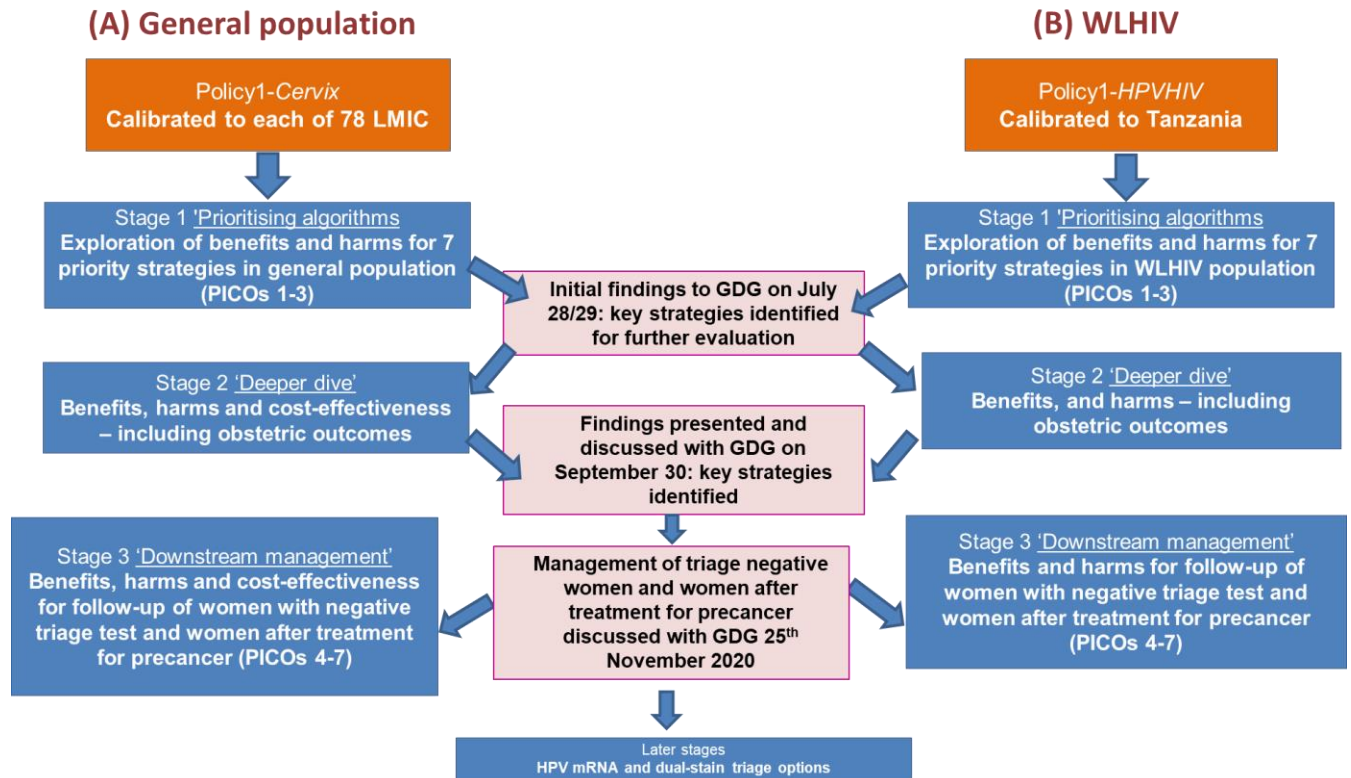 (A) General population
(B) WLHIV
Policy1-Cervix
Calibrated to each of 78 LMIC
Policy1-HPVHIV
Calibrated to Tanzania
Stage 1 'Prioritising algorithms
Exploration of benefits and harms for 7
priority strategies in general population
(PICOs 1-3)
Stage 1 'Prioritising algorithms
Exploration of benefits and harms for 7
priority strategies in WLHIV population
(PICOs 1-3)
Initial findings to GDG on July
28/29: key strategies identified
for further evaluation
Stage 2 'Deeper dive'
Benefits, harms and cost-effectiveness
– including obstetric outcomes
Stage 2 'Deeper dive'
Benefits, and harms – including
obstetric outcomes
Findings presented and
discussed with GDG on
September 30: key strategies
identified
Stage 3 'Downstream management'
Benefits, harms and cost-effectiveness
for follow-up of women with negative
triage test and women after treatment
for precancer (PICOs 4-7)
Management of triage negative
women and women after
treatment for precancer
discussed with GDG 25th
November 2020
Stage 3 'Downstream management'
Benefits and harms for follow-up of
women with negative triage test and
women after treatment for precancer
(PICOs 4-7)
Later stages
HPV mRNA and dual-stain triage options